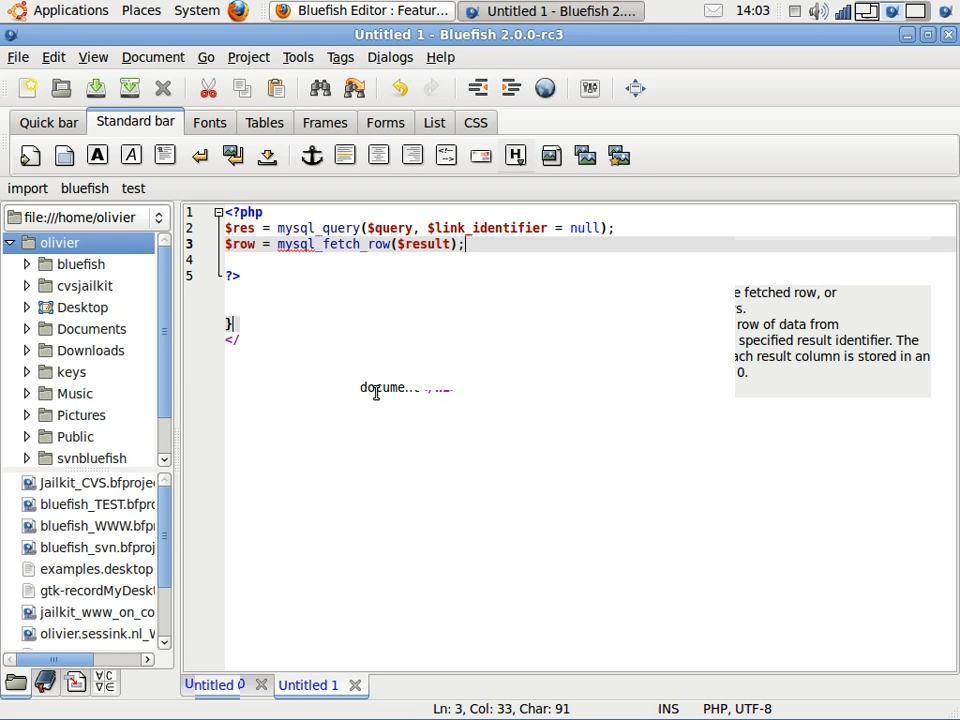 Applications Places System Bluefish Editor : Featur... Untitled 1 - Bluefish 2.... 14:03
Untitled 1 - Bluefish 2.0.0-rc3
File Edit View Document Go Project Tools Tags Dialogs Help
Quick bar Standard bar Fonts Tables Frames Forms List CSS
import bluefish test
file:///home/olivier
olivier
bluefish
cvsjailkit
Desktop
Documents
Downloads
keys
Music
Pictures
Public
svnbluefish
Jailkit_CVS.bfproje
bluefish_TEST.bfpro
bluefish_WWW.bfp
bluefish_svn.bfproj
examples.desktop
gtk-recordMyDesk
jailkit_www_on_co
olivier.sessink.nl_W
1 <?php
2 $res = mysql_query($query, $link_identifier = null);
3 $row = mysql_fetch_row($result);
4
5 ?>
}
</
document
e fetched row, or
s.
row of data from
specified result identifier. The
ach result column is stored in an
0.
Untitled 0 Untitled 1
Ln: 3, Col: 33, Char: 91 INS PHP, UTF-8